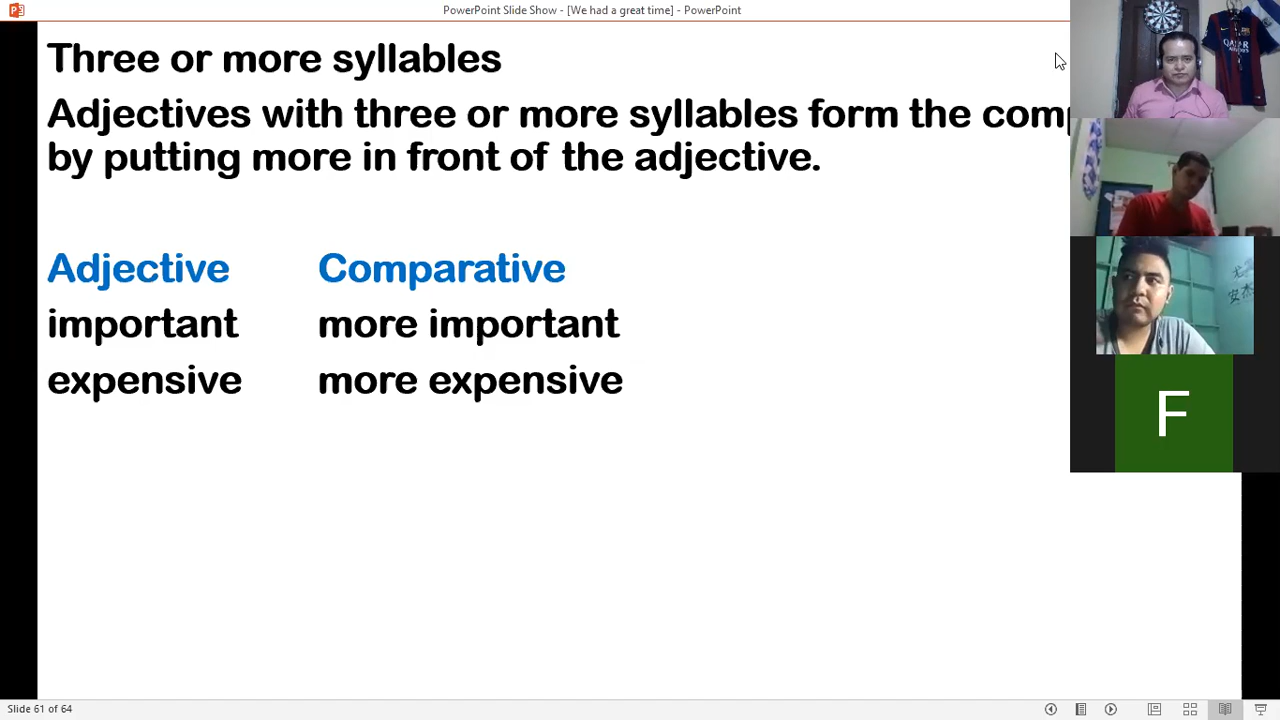 PowerPoint Slide Show - [We had a great time] - PowerPoint
Three or more syllables
Adjectives with three or more syllables form the
by putting more in front of the adjective.
Adjective Comparative
important more important
expensive more expensive
QATAR
AIRWAYS
F
Slide 61 of 64